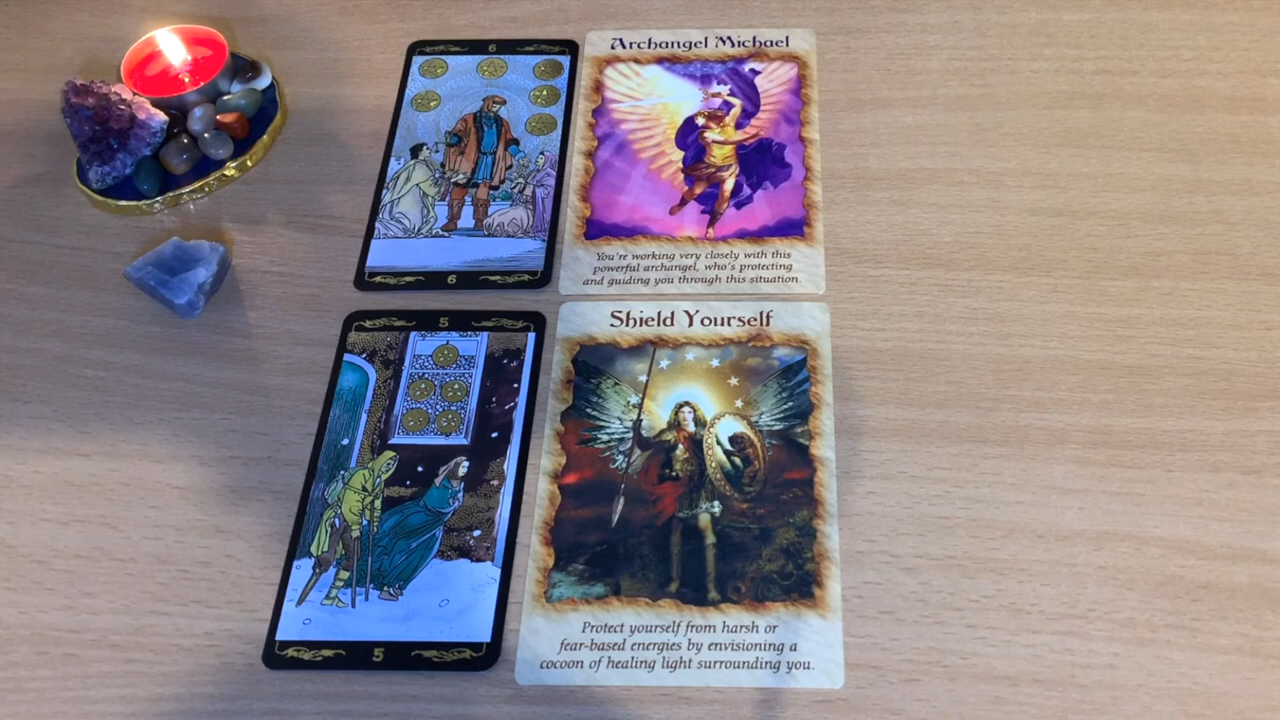 6
6
Archangel Michael
You're working very closely with this
powerful archangel, who's protecting
and guiding you through this situation.
5
5
Shield Yourself
Protect yourself from harsh or
fear-based energies by envisioning a
cocoon of healing light surrounding you.